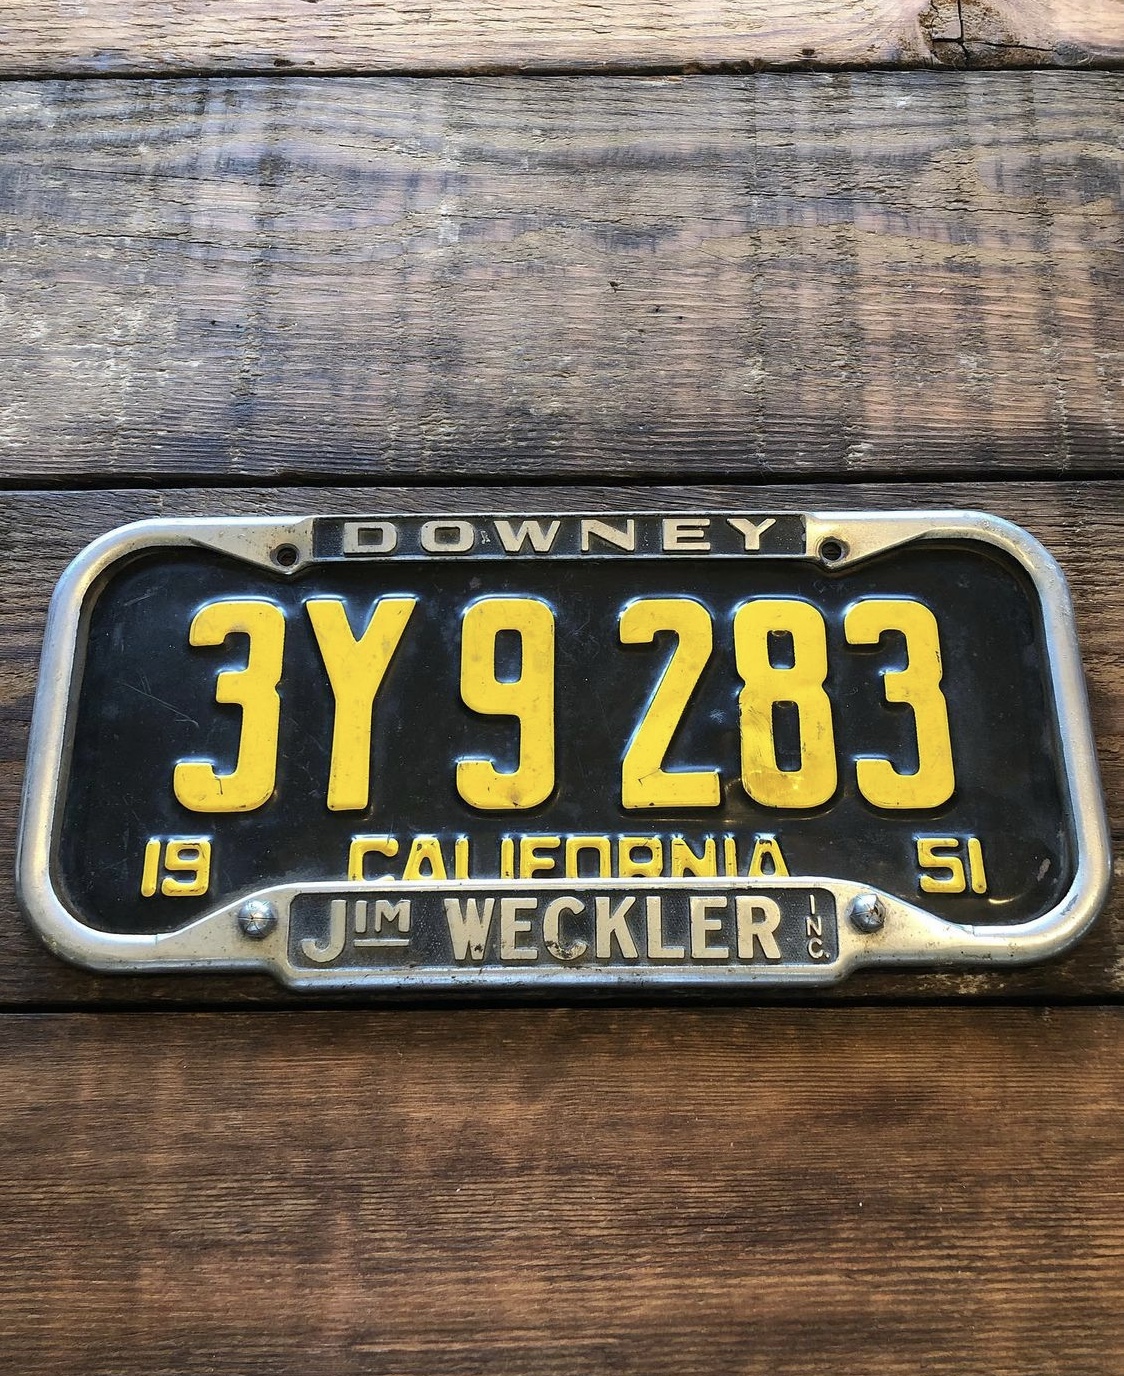 DOWNEY
3Y 9 283
19 CALIFORNIA 51
JIM WECKLER INC.